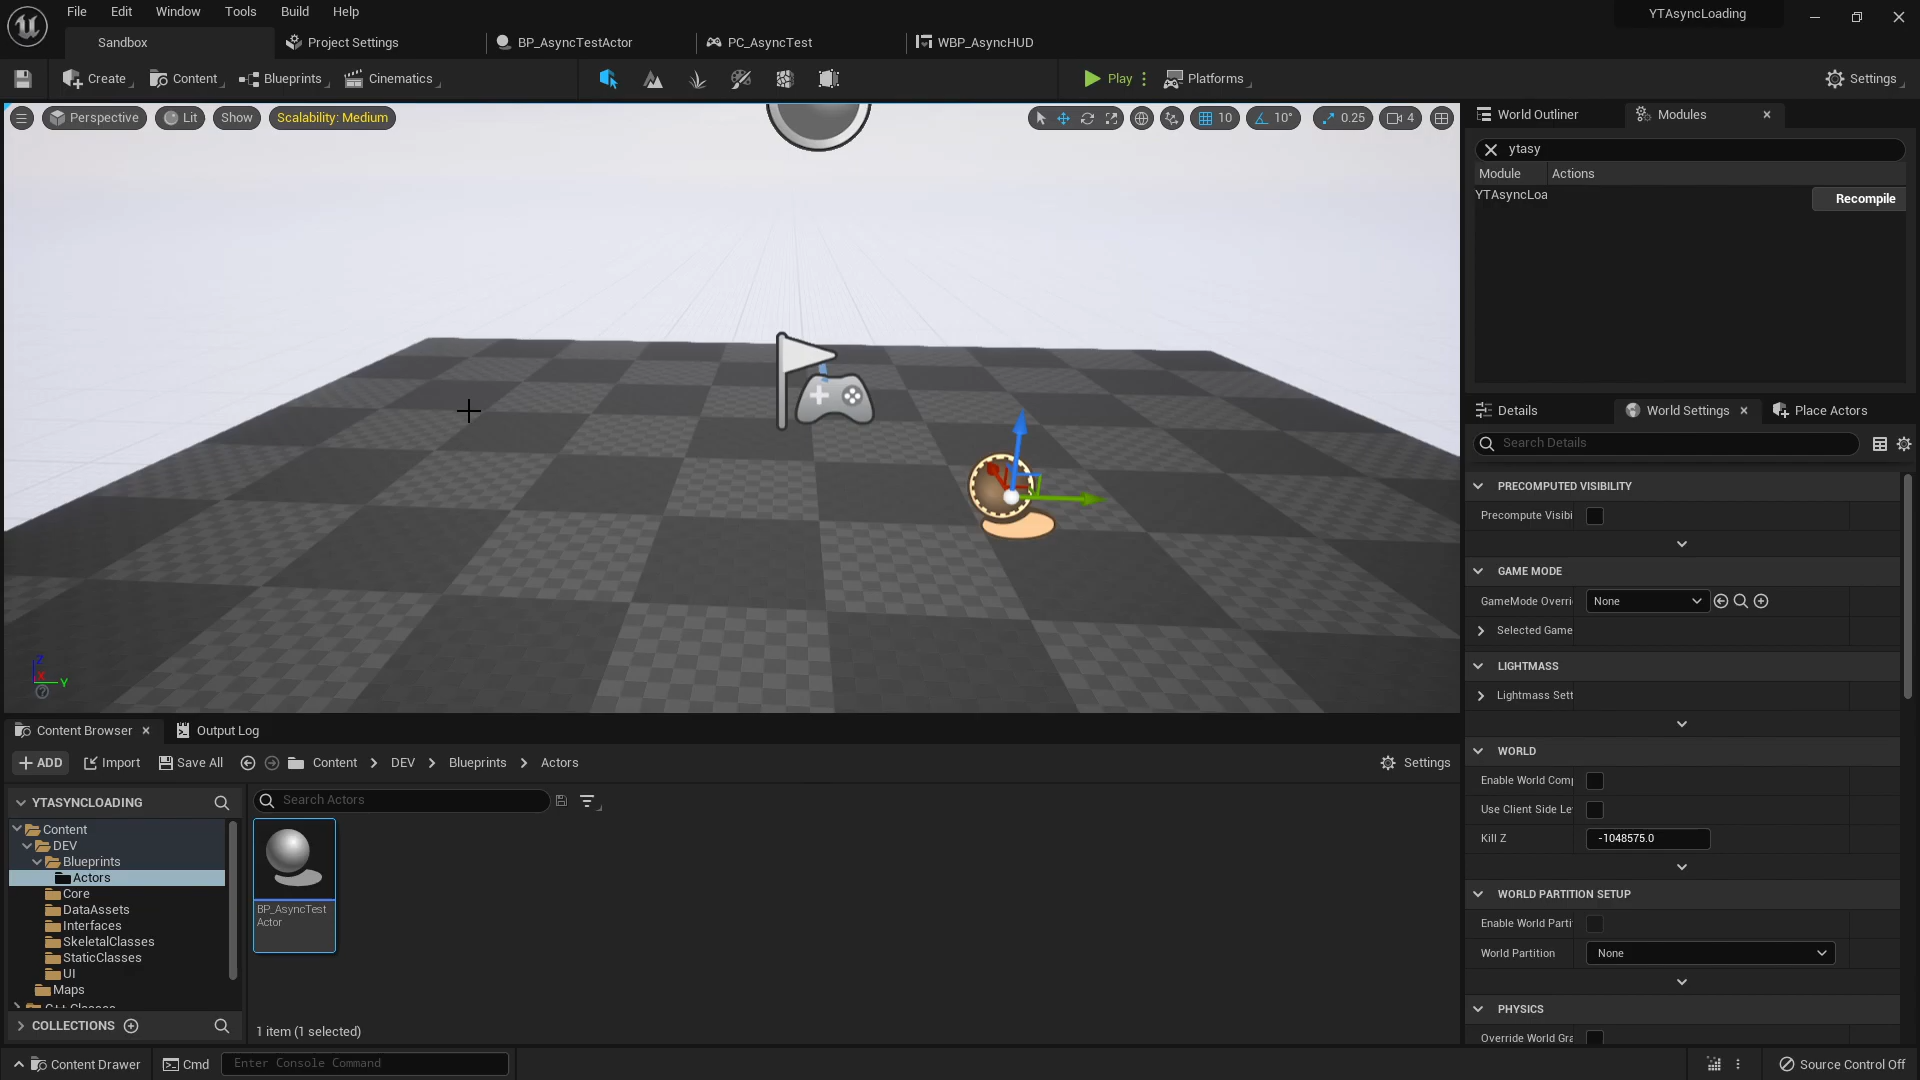 File Edit Window Tools Build Help
YTAsyncLoading
Sandbox Project Settings BP_AsyncTestActor PC_AsyncTest WBP_AsyncHUD
Create Content Blueprints Cinematics Play Platforms Settings
Perspective Lit Show Scalability: Medium 10 10° 0.25 4
World Outliner Modules
ytasy
Module Actions
YTAsyncLoa Recompile
Details World Settings Place Actors
Search Details
PRECOMPUTED VISIBILITY
Precompute Visibi
GAME MODE
GameMode Overri None
Selected Game
LIGHTMASS
Lightmass Sett
WORLD
Enable World Comp
Use Client Side Le
Kill Z -1048575.0
WORLD PARTITION SETUP
Enable World Parti
World Partition None
PHYSICS
Override World Gra
Z
X
Y
Content Browser Output Log
ADD Import Save All Content DEV Blueprints Actors Settings
YTASYNCLOADING
Search Actors
Content
DEV
Blueprints
Actors
Core
DataAssets
Interfaces
SkeletalClasses
StaticClasses
UI
Maps
C++ Classes
BP_AsyncTest
Actor
COLLECTIONS
1 item (1 selected)
Content Drawer Cmd Enter Console Command Source Control Off